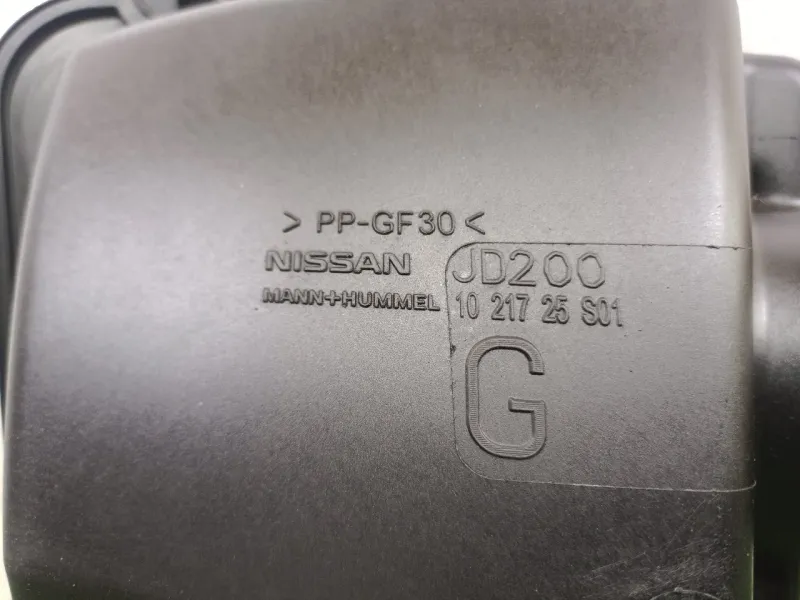 > PP-GF30 <
NISSAN JD200
MANN+HUMMEL 10 217 25 S01
G